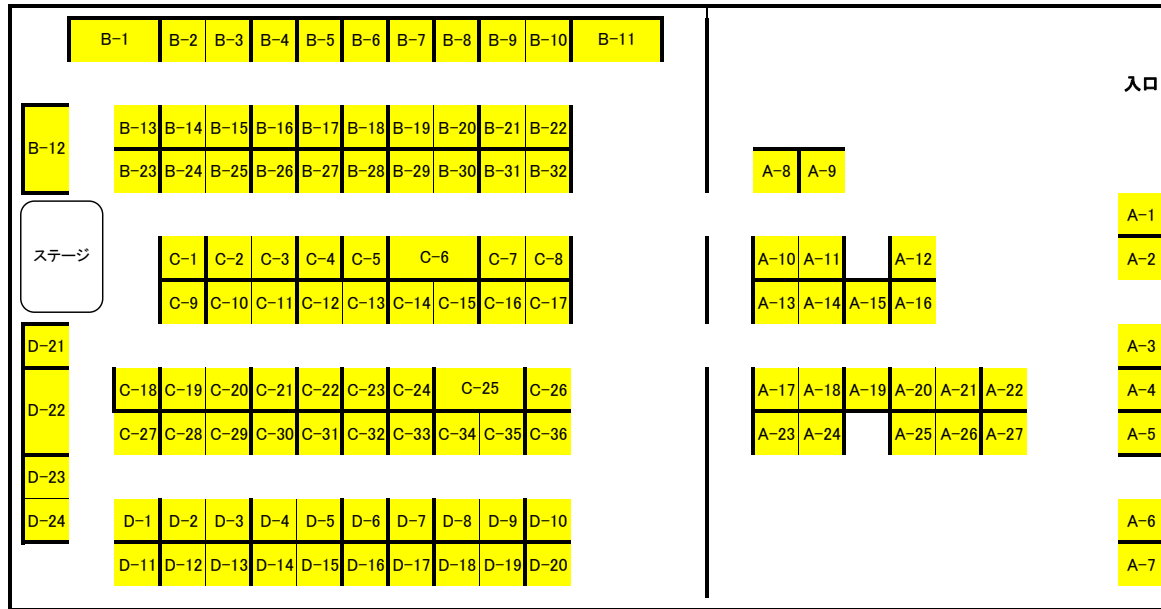 B-1 B-2 B-3 B-4 B-5 B-6 B-7 B-8 B-9 B-10 B-11
入口
B-12
B-13 B-14 B-15 B-16 B-17 B-18 B-19 B-20 B-21 B-22
B-23 B-24 B-25 B-26 B-27 B-28 B-29 B-30 B-31 B-32 A-8 A-9
A-1
ステージ C-1 C-2 C-3 C-4 C-5 C-6 C-7 C-8 A-10 A-11 A-12 A-2
C-9 C-10 C-11 C-12 C-13 C-14 C-15 C-16 C-17 A-13 A-14 A-15 A-16
D-21 A-3
C-18 C-19 C-20 C-21 C-22 C-23 C-24 C-25 C-26 A-17 A-18 A-19 A-20 A-21 A-22 A-4
D-22
C-27 C-28 C-29 C-30 C-31 C-32 C-33 C-34 C-35 C-36 A-23 A-24 A-25 A-26 A-27 A-5
D-23
D-24 D-1 D-2 D-3 D-4 D-5 D-6 D-7 D-8 D-9 D-10 A-6
D-11 D-12 D-13 D-14 D-15 D-16 D-17 D-18 D-19 D-20 A-7